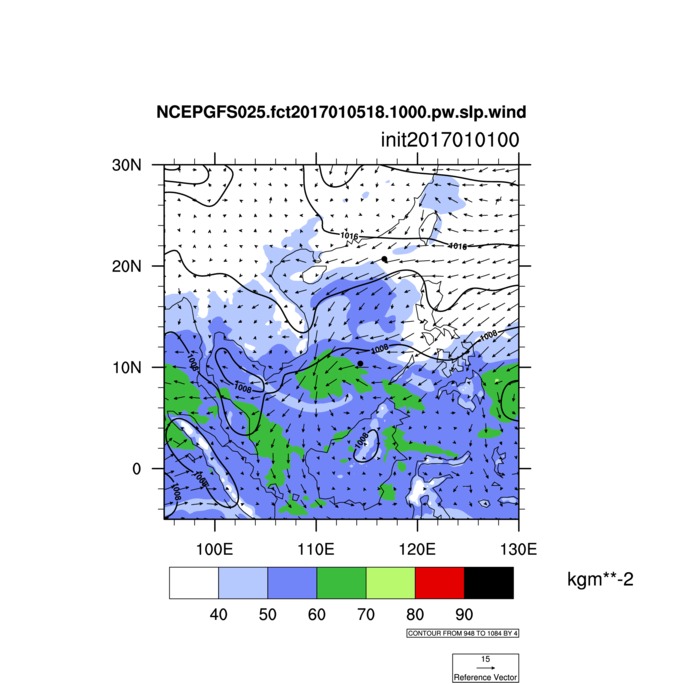 NCEPGFS025.fct2017010518.1000.pw.slp.wind
init2017010100
30N
20N
10N
0
100E 110E 120E 130E
1016
1016
1008
1008
1008
1008
1008
1008
1008
40 50 60 70 80 90
kgm**-2
CONTOUR FROM 948 TO 1084 BY 4
15
Reference Vector